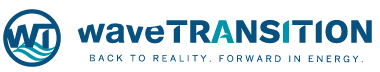 WT waveTRANSITION
BACK TO REALITY. FORWARD IN ENERGY.